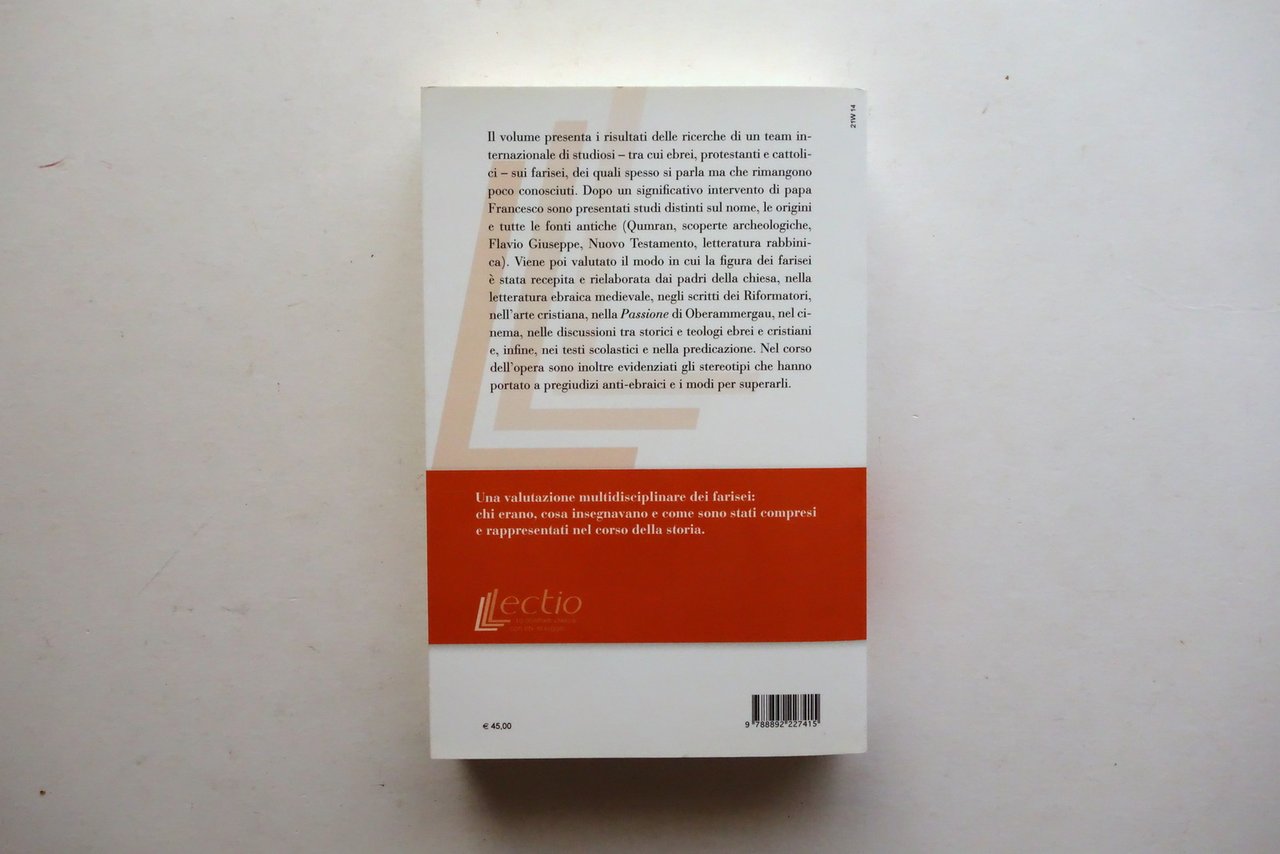 21W 14
Il volume presenta i risultati delle ricerche di un team in-
ternazionale di studiosi – tra cui ebrei, protestanti e cattoli-
ci – sui farisei, dei quali spesso si parla ma che rimangono
poco conosciuti. Dopo un significativo intervento di papa
Francesco sono presentati studi distinti sul nome, le origini
e tutte le fonti antiche (Qumran, scoperte archeologiche,
Flavio Giuseppe, Nuovo Testamento, letteratura rabbini-
ca). Viene poi valutato il modo in cui la figura dei farisei
è stata recepita e rielaborata dai padri della chiesa, nella
letteratura ebraica medievale, negli scritti dei Riformatori,
nell'arte cristiana, nella Passione di Oberammergau, nel ci-
nema, nelle discussioni tra storici e teologi ebrei e cristiani
e, infine, nei testi scolastici e nella predicazione. Nel corso
dell'opera sono inoltre evidenziati gli stereotipi che hanno
portato a pregiudizi anti-ebraici e i modi per superarli.
Una valutazione multidisciplinare dei farisei:
chi erano, cosa insegnavano e come sono stati compresi
e rappresentati nel corso della storia.
Lectio
€ 45,00
9 788892 227415